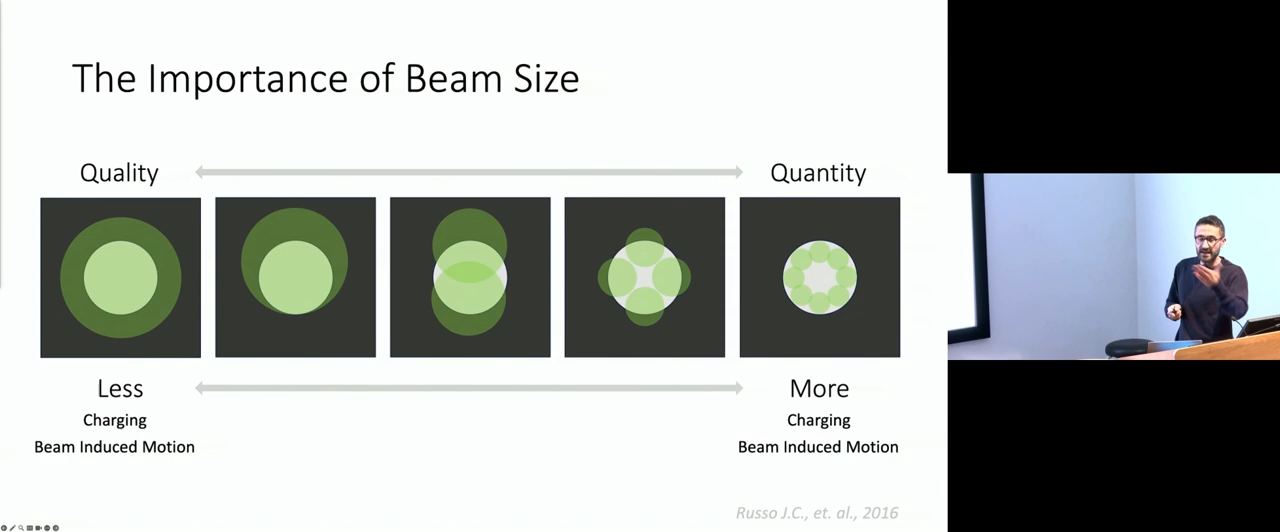 The Importance of Beam Size
Quality
Quantity
Less
Charging
Beam Induced Motion
More
Charging
Beam Induced Motion
Russo J.C., et. al., 2016